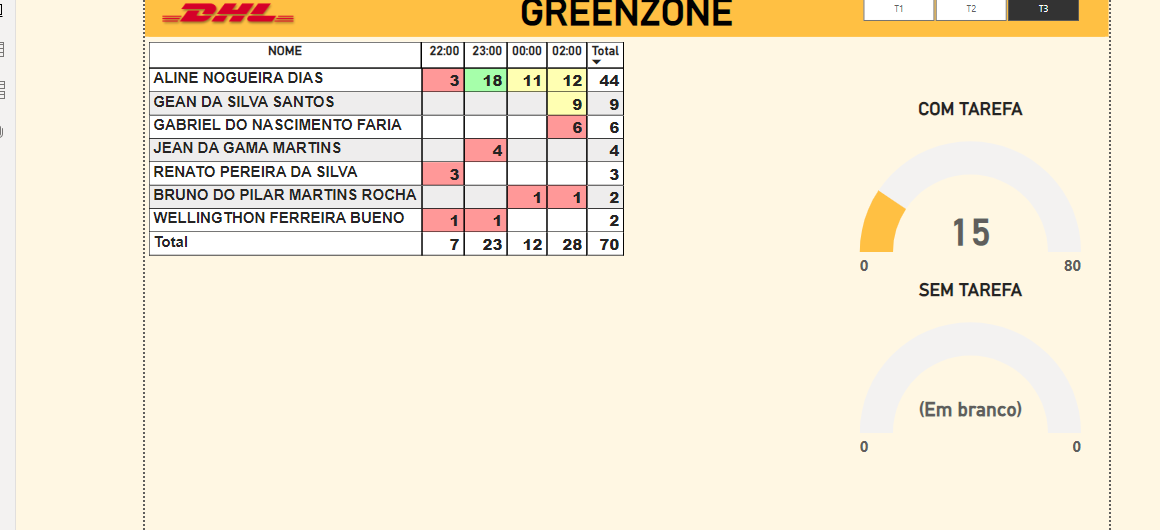 DHL GREENZONE T1 T2 T3
NOME 22:00 23:00 00:00 02:00 Total
ALINE NOGUEIRA DIAS 3 18 11 12 44
GEAN DA SILVA SANTOS 9 9
GABRIEL DO NASCIMENTO FARIA 6 6
JEAN DA GAMA MARTINS 4 4
RENATO PEREIRA DA SILVA 3 3
BRUNO DO PILAR MARTINS ROCHA 1 1 2
WELLINGTHON FERREIRA BUENO 1 1 2
Total 7 23 12 28 70
COM TAREFA
15
0 80
SEM TAREFA
(Em branco)
0 0